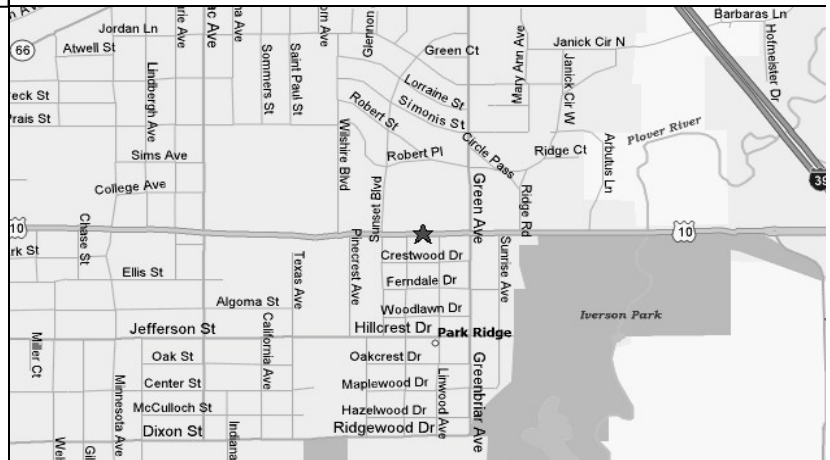 Jordan Ln
Barbaras Ln
66
Atwell St
Green Ct
Janick Cir N
Hofmeister Dr
Lindbergh Ave
Sommers St
Saint Paul St
Mary Ann Ave
Lorraine St
Janick Cir W
Simonis St
Robert St
Wilshire Blvd
Circle Pass
Plover River
Arbutus Ln
Ridge Ct
Sims Ave
Robert Pl
39
College Ave
Sunset Blvd
Green Ave
Ridge Rd
10
10
Chase St
Pinecrest Ave
Crestwood Dr
Sunrise Ave
Ellis St
Texas Ave
Ferndale Dr
Algoma St
Woodlawn Dr
Iverson Park
Jefferson St
California Ave
Hillcrest Dr
Park Ridge
Miller Ct
Oak St
Oakcrest Dr
Center St
Maplewood Dr
Linwood Ave
Greenbriar Ave
Minnesota Ave
McCulloch St
Hazelwood Dr
Indiana
Dixon St
Ridgewood Dr